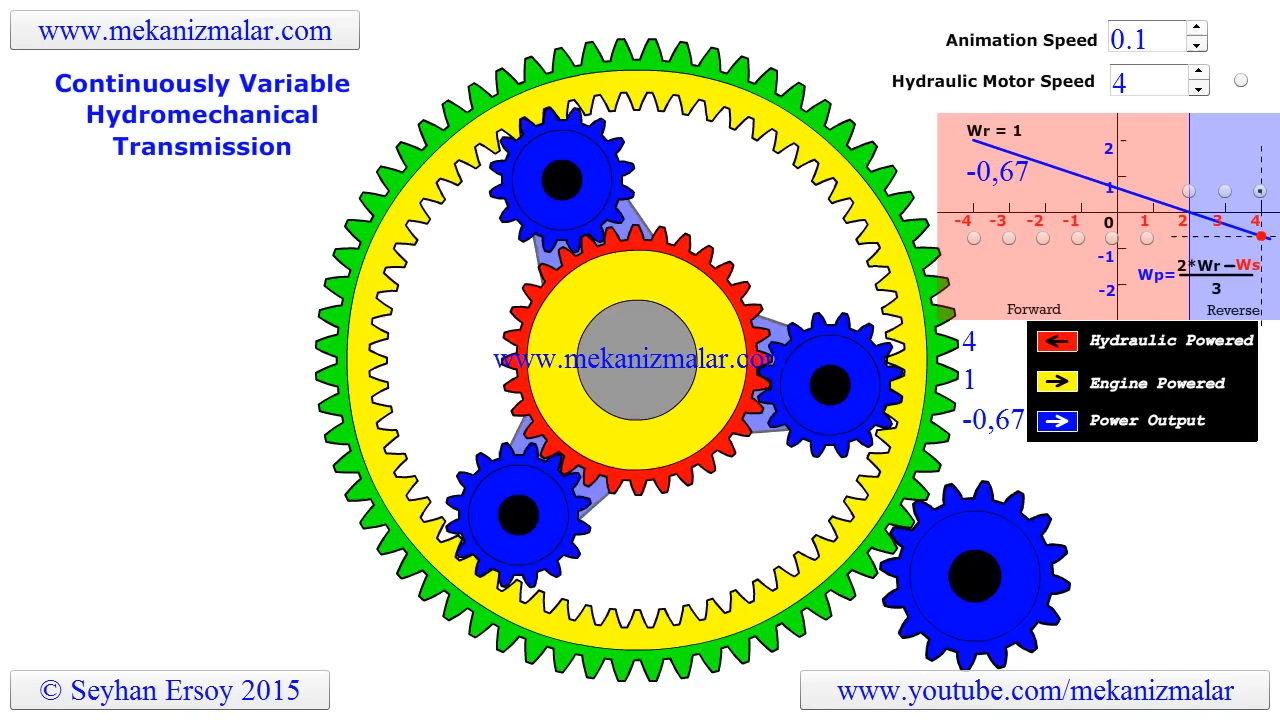 www.mekanizmalar.com
Continuously Variable
Hydromechanical
Transmission
Animation Speed 0.1
Hydraulic Motor Speed 4
Wr = 1
-0,67
2
1
0
-1
-2
-4 -3 -2 -1 1 2 3 4
Wp= 2*Wr-Ws
3
Forward
Reverse
www.mekanizmalar.com
4
1
-0,67
Hydraulic Powered
Engine Powered
Power Output
© Seyhan Ersoy 2015
www.youtube.com/mekanizmalar